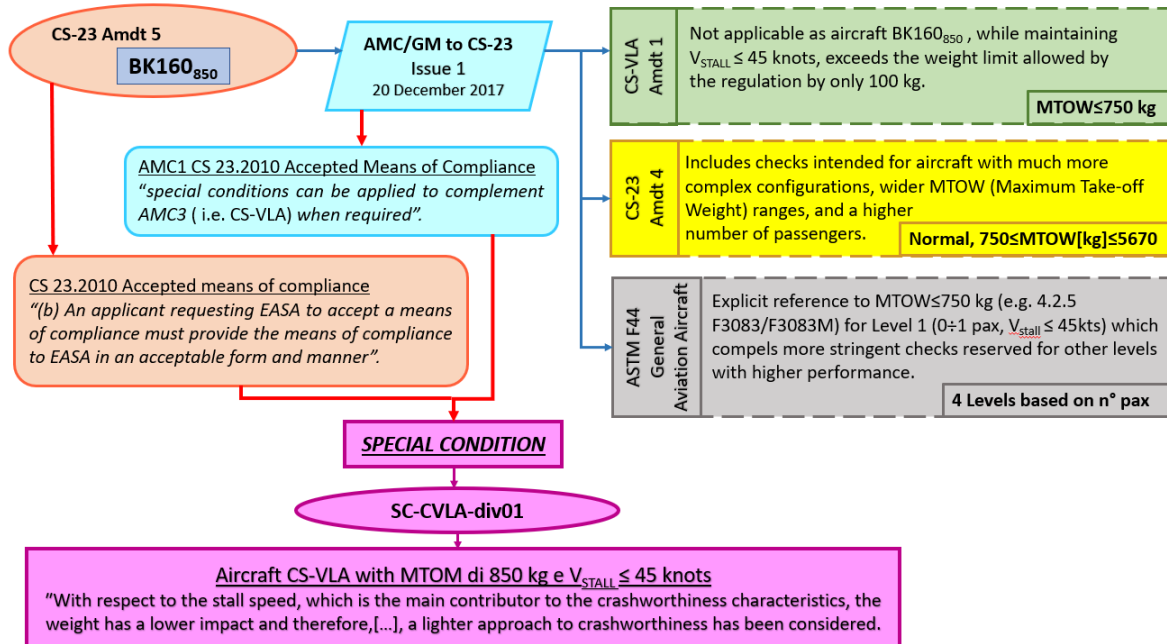 CS-23 Amdt 5
BK160850
AMC/GM to CS-23
Issue 1
20 December 2017
CS-VLA
Amdt 1
Not applicable as aircraft BK160850 , while maintaining
VSTALL ≤ 45 knots, exceeds the weight limit allowed by
the regulation by only 100 kg.
MTOW≤750 kg
AMC1 CS 23.2010 Accepted Means of Compliance
“special conditions can be applied to complement
AMC3 ( i.e. CS-VLA) when required”.
CS-23
Amdt 4
Includes checks intended for aircraft with much more
complex configurations, wider MTOW (Maximum Take-off
Weight) ranges, and a higher
number of passengers.
Normal, 750≤MTOW[kg]≤5670
CS 23.2010 Accepted means of compliance
“(b) An applicant requesting EASA to accept a means
of compliance must provide the means of compliance
to EASA in an acceptable form and manner”.
ASTM F44
General
Aviation Aircraft
Explicit reference to MTOW≤750 kg (e.g. 4.2.5
F3083/F3083M) for Level 1 (0÷1 pax, Vstall ≤ 45kts) which
compels more stringent checks reserved for other levels
with higher performance.
4 Levels based on n° pax
SPECIAL CONDITION
SC-CVLA-div01
Aircraft CS-VLA with MTOM di 850 kg e VSTALL ≤ 45 knots
“With respect to the stall speed, which is the main contributor to the crashworthiness characteristics, the
weight has a lower impact and therefore,[...], a lighter approach to crashworthiness has been considered.